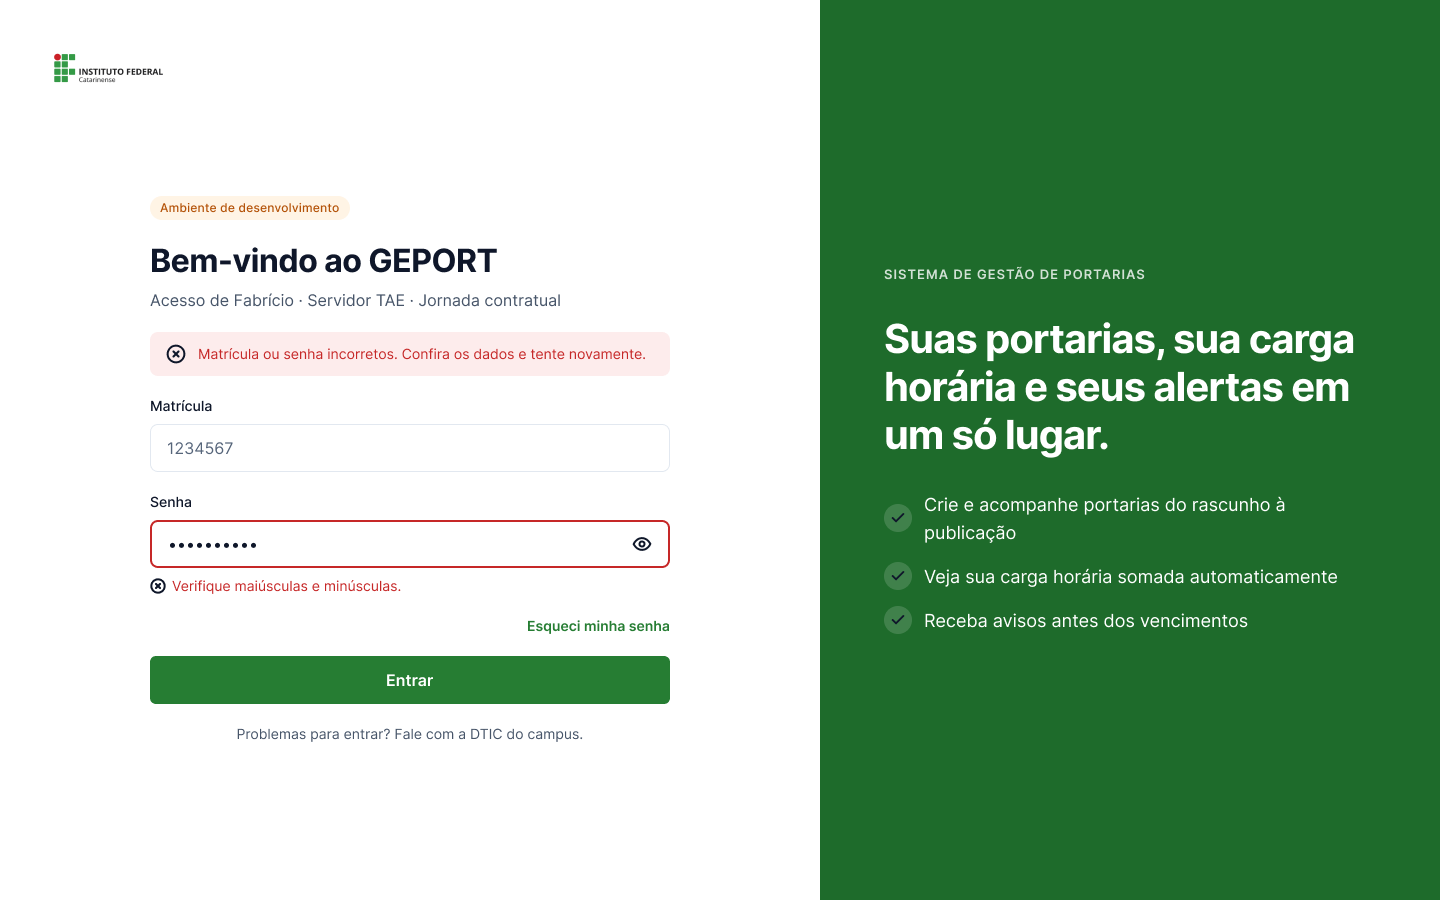 INSTITUTO FEDERAL
Catarinense
Ambiente de desenvolvimento
Bem-vindo ao GEPORT
Acesso de Fabrício · Servidor TAE · Jornada contratual
Matrícula ou senha incorretos. Confira os dados e tente novamente.
Matrícula
1234567
Senha
••••••••••
Verifique maiúsculas e minúsculas.
Esqueci minha senha
Entrar
Problemas para entrar? Fale com a DTIC do campus.
SISTEMA DE GESTÃO DE PORTARIAS
Suas portarias, sua carga
horária e seus alertas em
um só lugar.
Crie e acompanhe portarias do rascunho à
publicação
Veja sua carga horária somada automaticamente
Receba avisos antes dos vencimentos